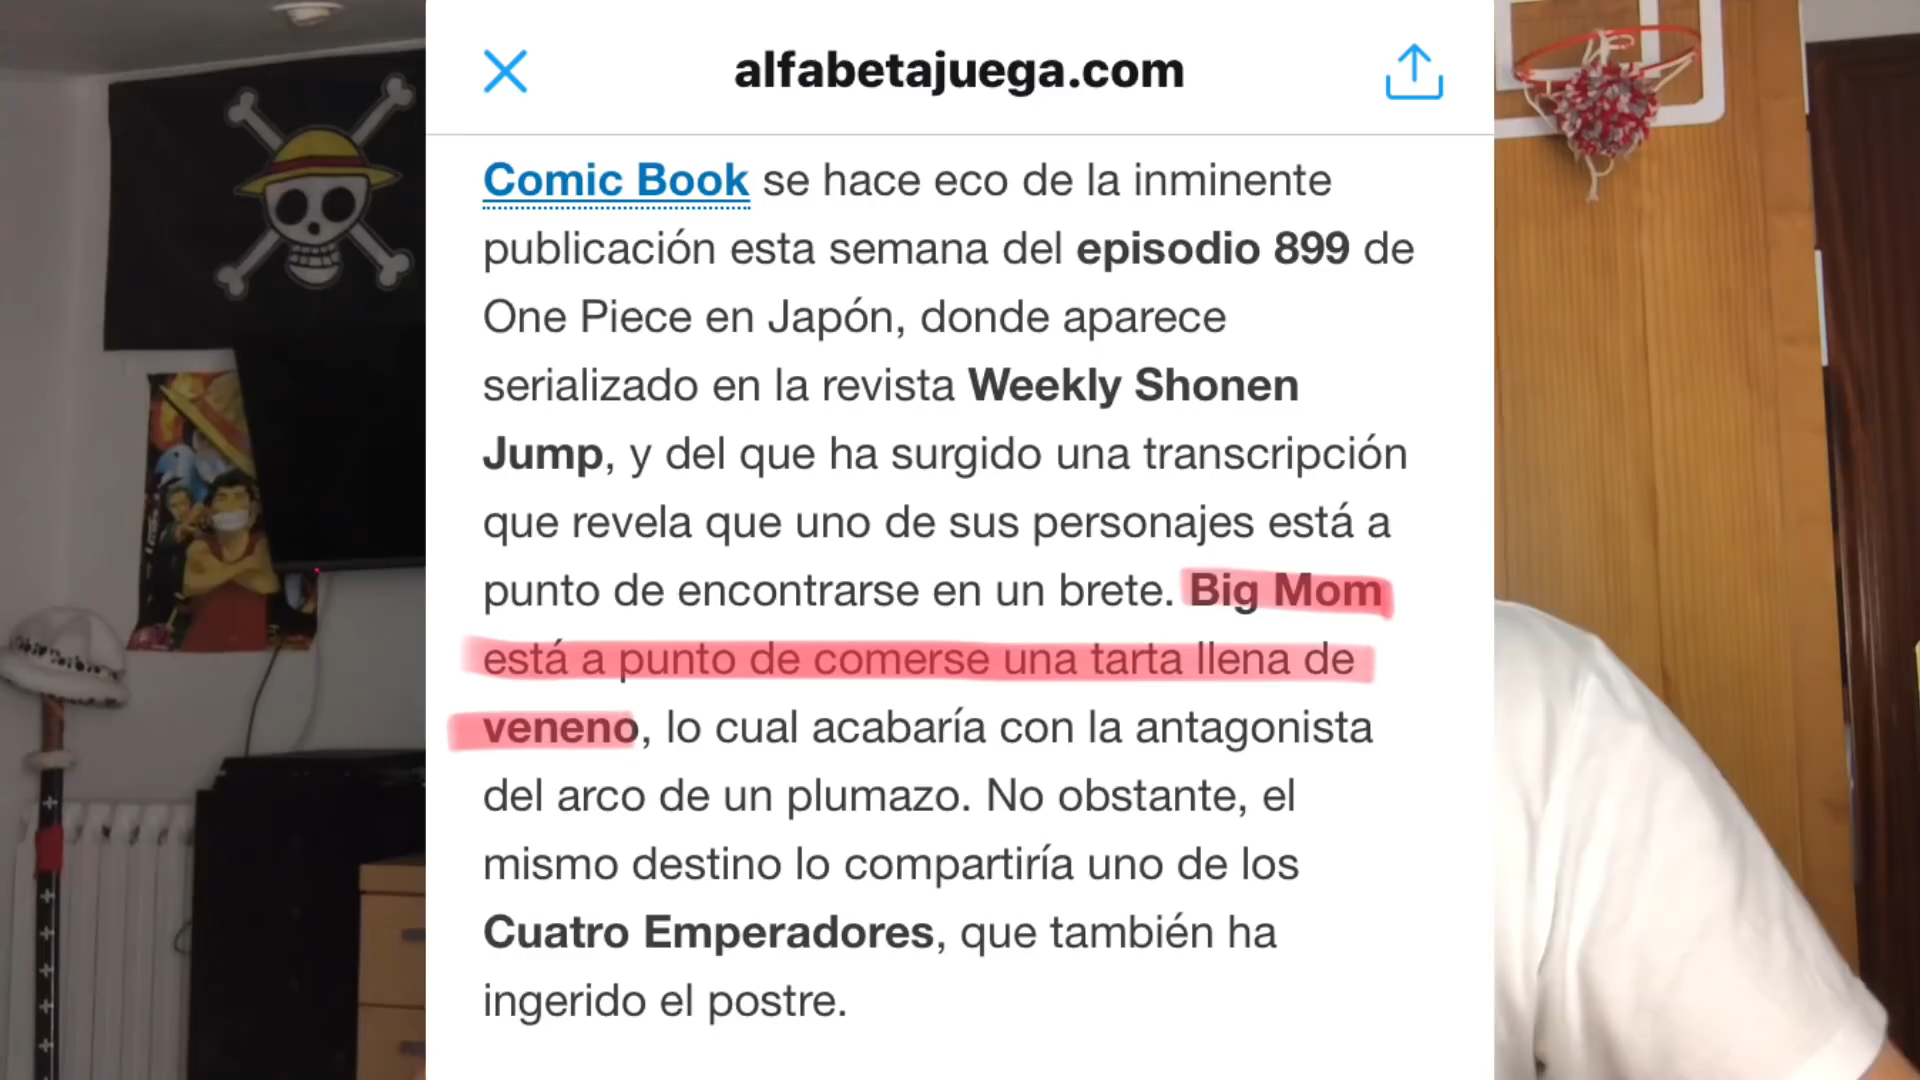 alfabetajuega.com
Comic Book se hace eco de la inminente
publicación esta semana del episodio 899 de
One Piece en Japón, donde aparece
serializado en la revista Weekly Shonen
Jump, y del que ha surgido una transcripción
que revela que uno de sus personajes está a
punto de encontrarse en un brete. Big Mom
está a punto de comerse una tarta llena de
veneno, lo cual acabaría con la antagonista
del arco de un plumazo. No obstante, el
mismo destino lo compartiría uno de los
Cuatro Emperadores, que también ha
ingerido el postre.